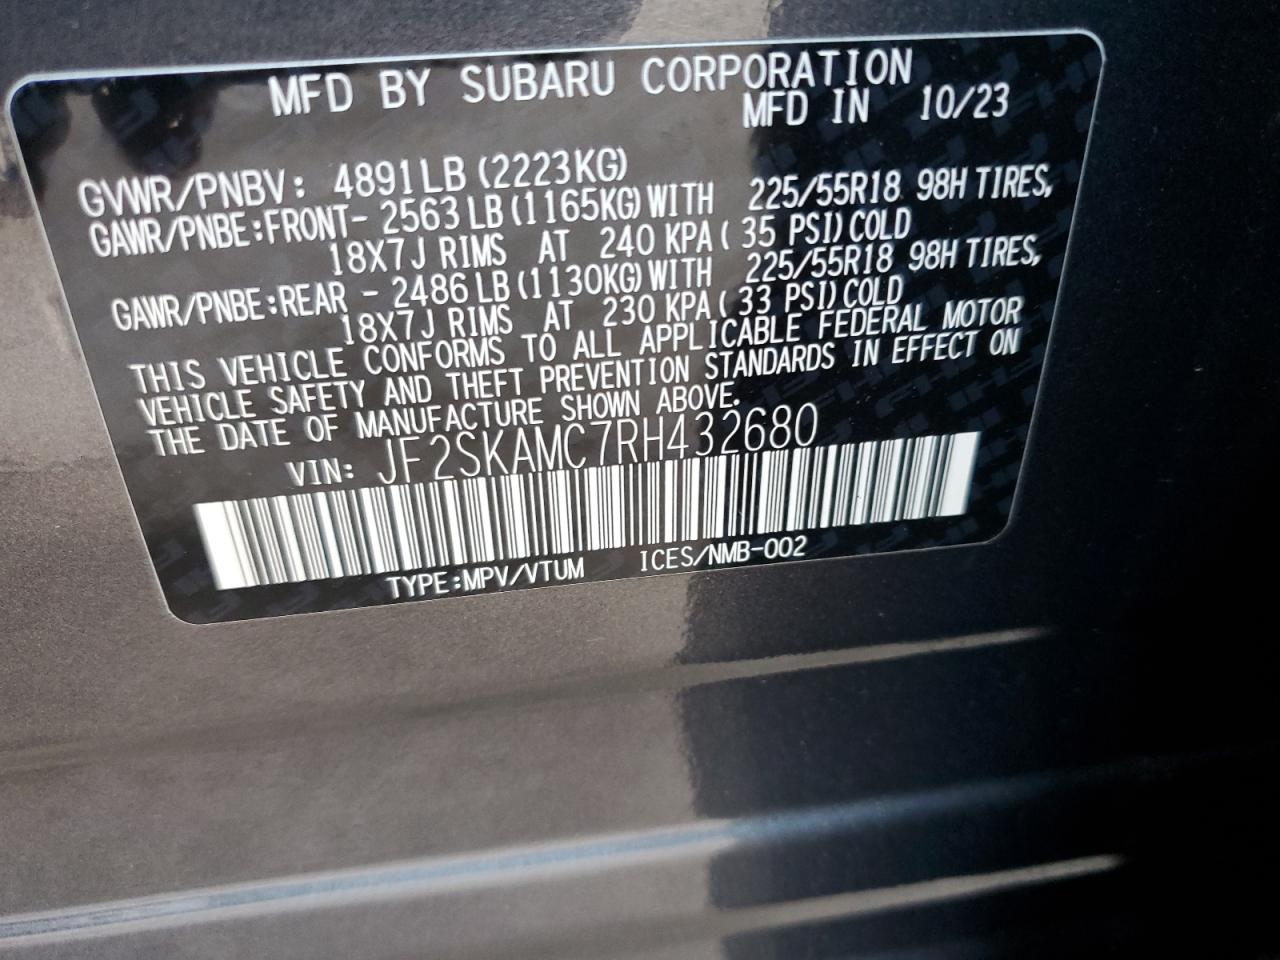 MFD BY SUBARU CORPORATION
MFD IN 10/23
GVWR/PNBV: 4891LB (2223KG)
GAWR/PNBE:FRONT- 2563 LB (1165KG) WITH 225/55R18 98H TIRES,
18X7J RIMS AT 240 KPA ( 35 PSI) COLD
GAWR/PNBE:REAR - 2486 LB (1130KG) WITH 225/55R18 98H TIRES,
18X7J RIMS AT 230 KPA ( 33 PSI) COLD
THIS VEHICLE CONFORMS TO ALL APPLICABLE FEDERAL MOTOR
VEHICLE SAFETY AND THEFT PREVENTION STANDARDS IN EFFECT ON
THE DATE OF MANUFACTURE SHOWN ABOVE.
VIN: JF2SKAMC7RH432680
TYPE:MPV/VTUM ICES/NMB-002